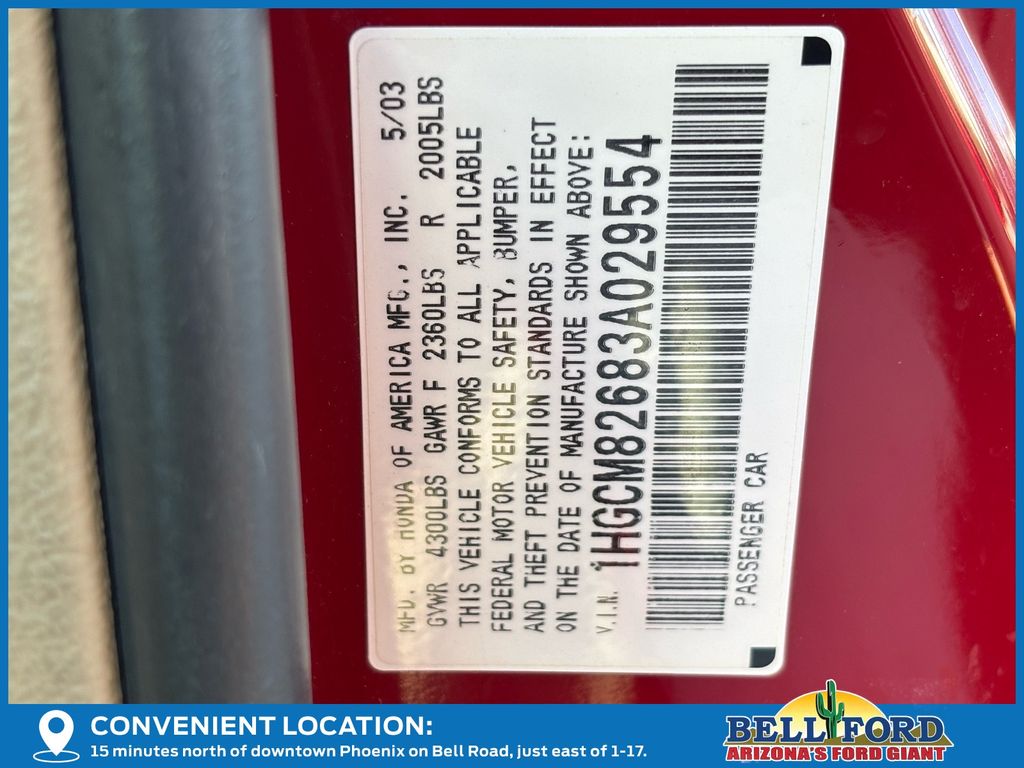 MFD. BY HONDA OF AMERICA MFG., INC. 5/03
GVWR 4300LBS GAWR F 2360LBS R 2005LBS
THIS VEHICLE CONFORMS TO ALL APPLICABLE
FEDERAL MOTOR VEHICLE SAFETY, BUMPER,
AND THEFT PREVENTION STANDARDS IN EFFECT
ON THE DATE OF MANUFACTURE SHOWN ABOVE:
V.I.N. 1HGCM82683A029554
PASSENGER CAR
CONVENIENT LOCATION:
15 minutes north of downtown Phoenix on Bell Road, just east of 1-17.
BELL FORD
ARIZONA'S FORD GIANT